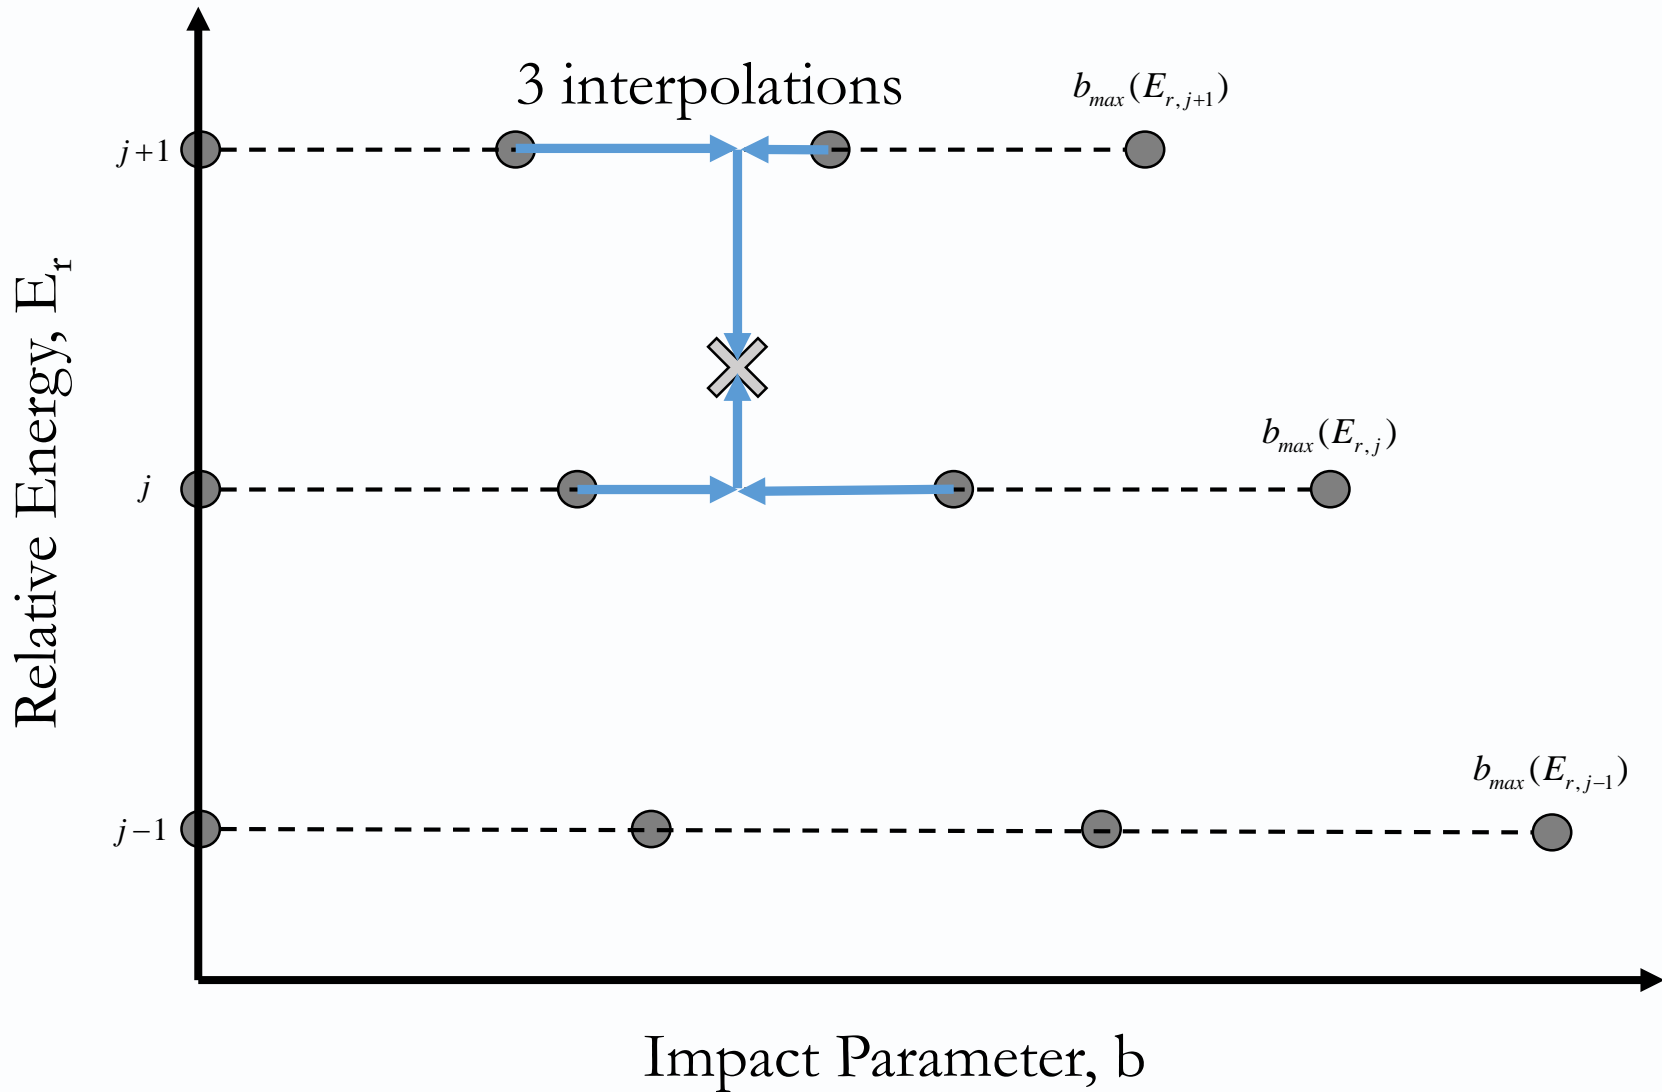 3 interpolations
b_max(E_r,j+1)
j+1
b_max(E_r,j)
j
b_max(E_r,j−1)
j−1
Relative Energy, E_r
Impact Parameter, b